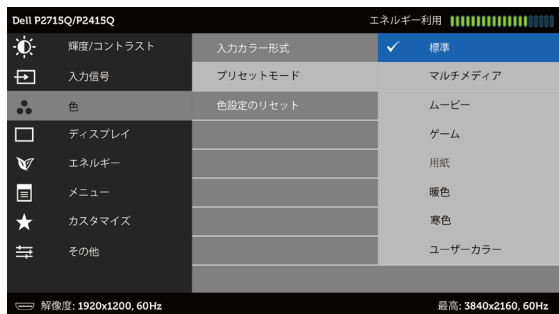 Dell P2715Q/P2415Q エネルギー利用
輝度/コントラスト 入力カラー形式 標準
入力信号 プリセットモード マルチメディア
色 色設定のリセット ムービー
ディスプレイ ゲーム
エネルギー 用紙
メニュー 暖色
カスタマイズ 寒色
その他 ユーザーカラー
解像度: 1920x1200, 60Hz 最高: 3840x2160, 60Hz